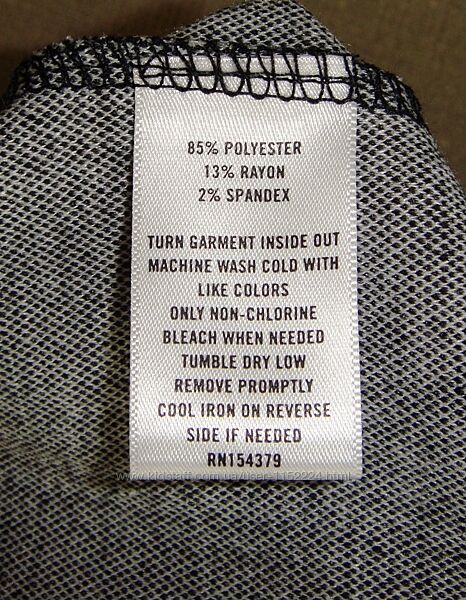 85% POLYESTER
13% RAYON
2% SPANDEX
TURN GARMENT INSIDE OUT
MACHINE WASH COLD WITH
LIKE COLORS
ONLY NON-CHLORINE
BLEACH WHEN NEEDED
TUMBLE DRY LOW
REMOVE PROMPTLY
COOL IRON ON REVERSE
SIDE IF NEEDED
RN154379